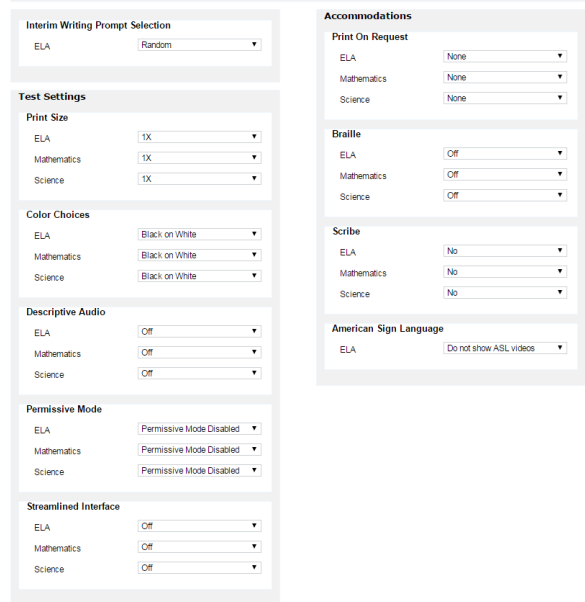 Interim Writing Prompt Selection
ELA Random
Test Settings
Print Size
ELA 1X
Mathematics 1X
Science 1X
Color Choices
ELA Black on White
Mathematics Black on White
Science Black on White
Descriptive Audio
ELA Off
Mathematics Off
Science Off
Permissive Mode
ELA Permissive Mode Disabled
Mathematics Permissive Mode Disabled
Science Permissive Mode Disabled
Streamlined Interface
ELA Off
Mathematics Off
Science Off
Accommodations
Print On Request
ELA None
Mathematics None
Science None
Braille
ELA Off
Mathematics Off
Science Off
Scribe
ELA No
Mathematics No
Science No
American Sign Language
ELA Do not show ASL videos